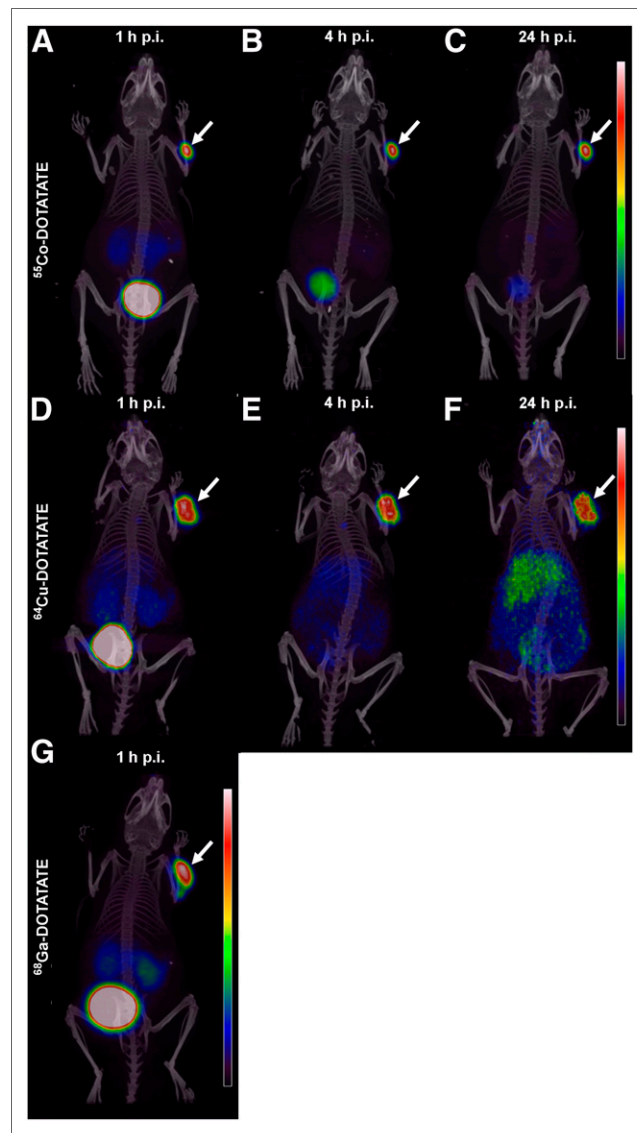 A
1 h p.i.
B
4 h p.i.
C
24 h p.i.
⁵⁵Co-DOTATATE
D
1 h p.i.
E
4 h p.i.
F
24 h p.i.
⁶⁴Cu-DOTATATE
G
1 h p.i.
⁶⁸Ga-DOTATATE